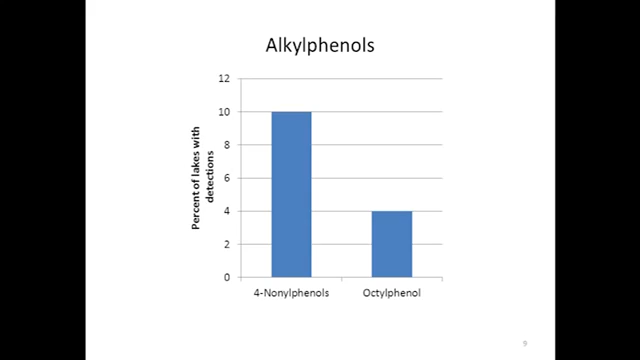 Alkylphenols
12
10
8
6
4
2
0
Percent of lakes with
detections
4-Nonylphenols
Octylphenol
9